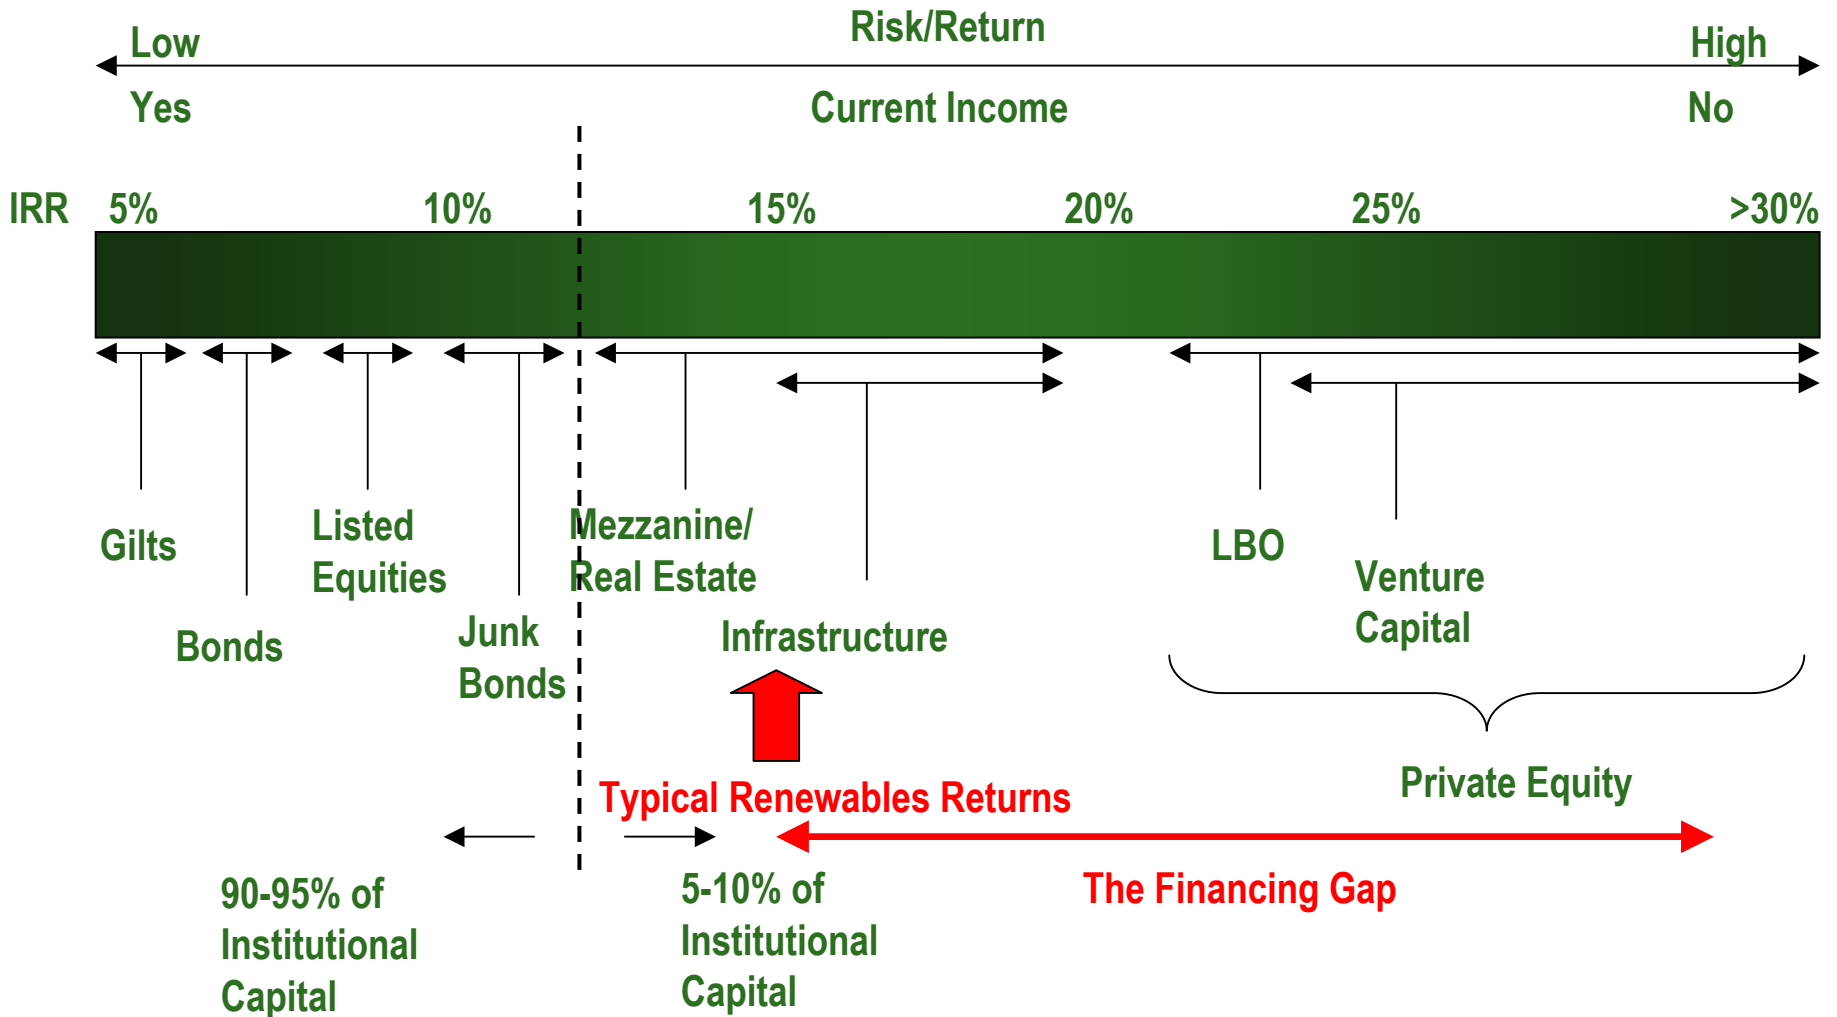 Low Risk/Return High
Yes Current Income No
IRR 5% 10% 15% 20% 25% >30%
Gilts
Bonds
Listed
Equities
Junk
Bonds
Mezzanine/
Real Estate
Infrastructure
LBO
Venture
Capital
Private Equity
Typical Renewables Returns
90-95% of
Institutional
Capital
5-10% of
Institutional
Capital
The Financing Gap